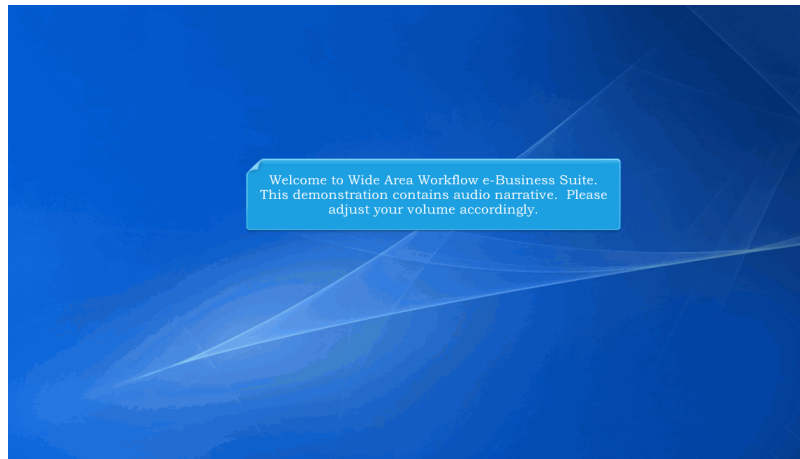 Welcome to Wide Area Workflow e-Business Suite.
This demonstration contains audio narrative.  Please
adjust your volume accordingly.